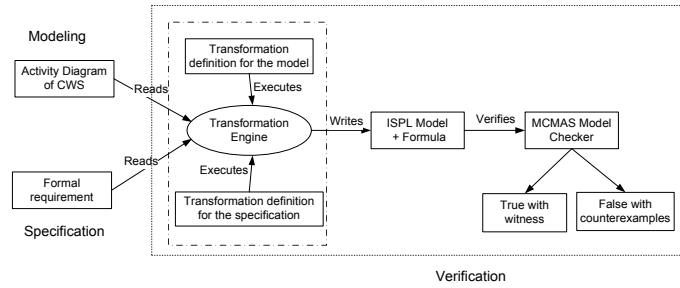 Modeling
Activity Diagram
of CWS
Reads
Transformation
definition for the model
Executes
Transformation
Engine
Writes
ISPL Model
+ Formula
Verifies
MCMAS Model
Checker
Reads
Executes
Formal
requirement
Transformation definition
for the specification
True with
witness
False with
counterexamples
Specification
Verification